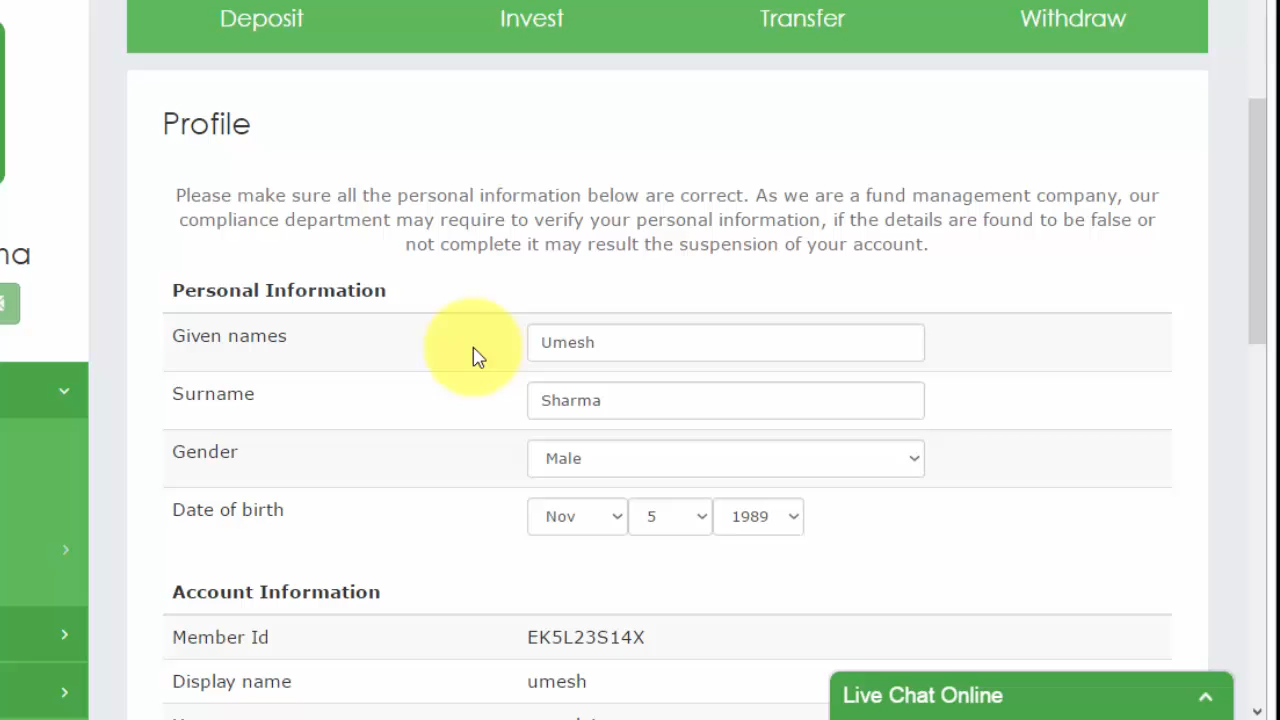 Deposit Invest Transfer Withdraw
Profile
Please make sure all the personal information below are correct. As we are a fund management company, our
compliance department may require to verify your personal information, if the details are found to be false or
not complete it may result the suspension of your account.
Personal Information
Given names Umesh
Surname Sharma
Gender Male
Date of birth Nov 5 1989
Account Information
Member Id EK5L23S14X
Display name umesh
Live Chat Online